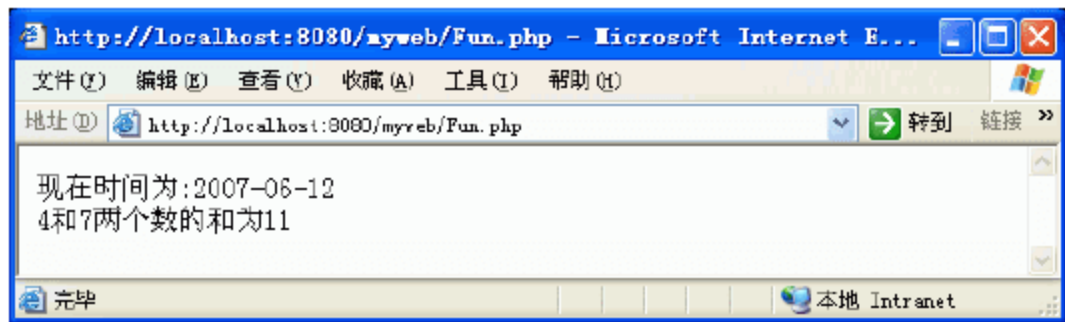 http://localhost:8080/myweb/Fun.php - Microsoft Internet E...
文件(F) 编辑(E) 查看(V) 收藏(A) 工具(T) 帮助(H)
地址(D) http://localhost:8080/myweb/Fun.php 转到 链接 »
现在时间为:2007-06-12
4和7两个数的和为11
完毕 本地 Intranet